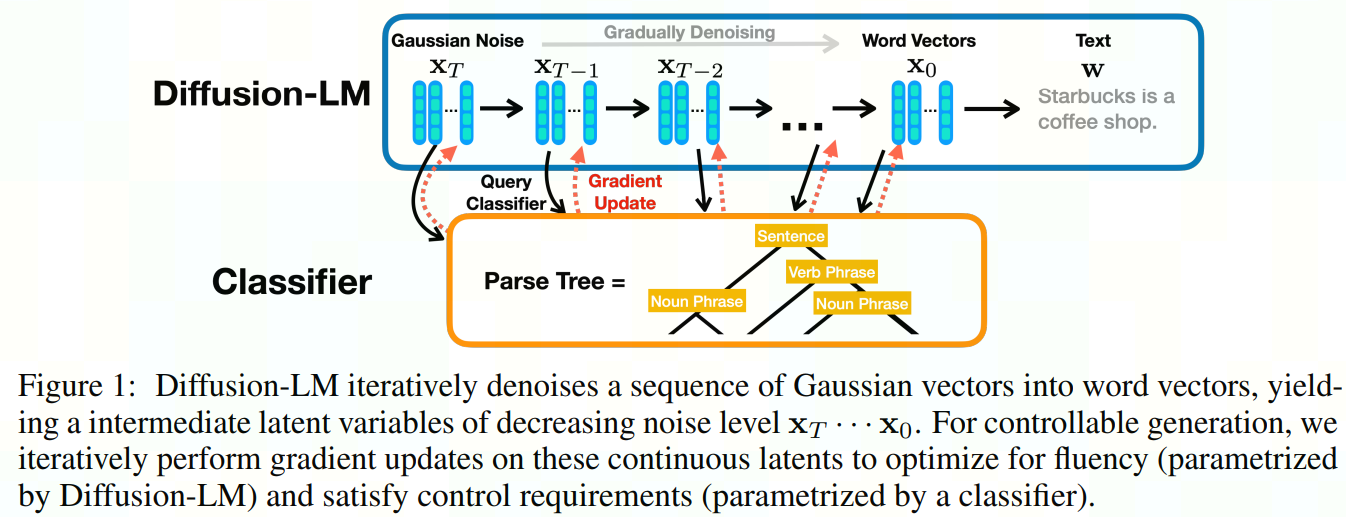 Gaussian Noise
Gradually Denoising
Word Vectors
Text
x_T
x_{T−1}
x_{T−2}
x_0
w
Diffusion-LM
...
...
...
...
...
Starbucks is a
coffee shop.
Query
Classifier
Gradient
Update
Classifier
Parse Tree =
Sentence
Verb Phrase
Noun Phrase
Noun Phrase
Figure 1: Diffusion-LM iteratively denoises a sequence of Gaussian vectors into word vectors, yield-
ing a intermediate latent variables of decreasing noise level x_T ··· x_0. For controllable generation, we
iteratively perform gradient updates on these continuous latents to optimize for fluency (parametrized
by Diffusion-LM) and satisfy control requirements (parametrized by a classifier).